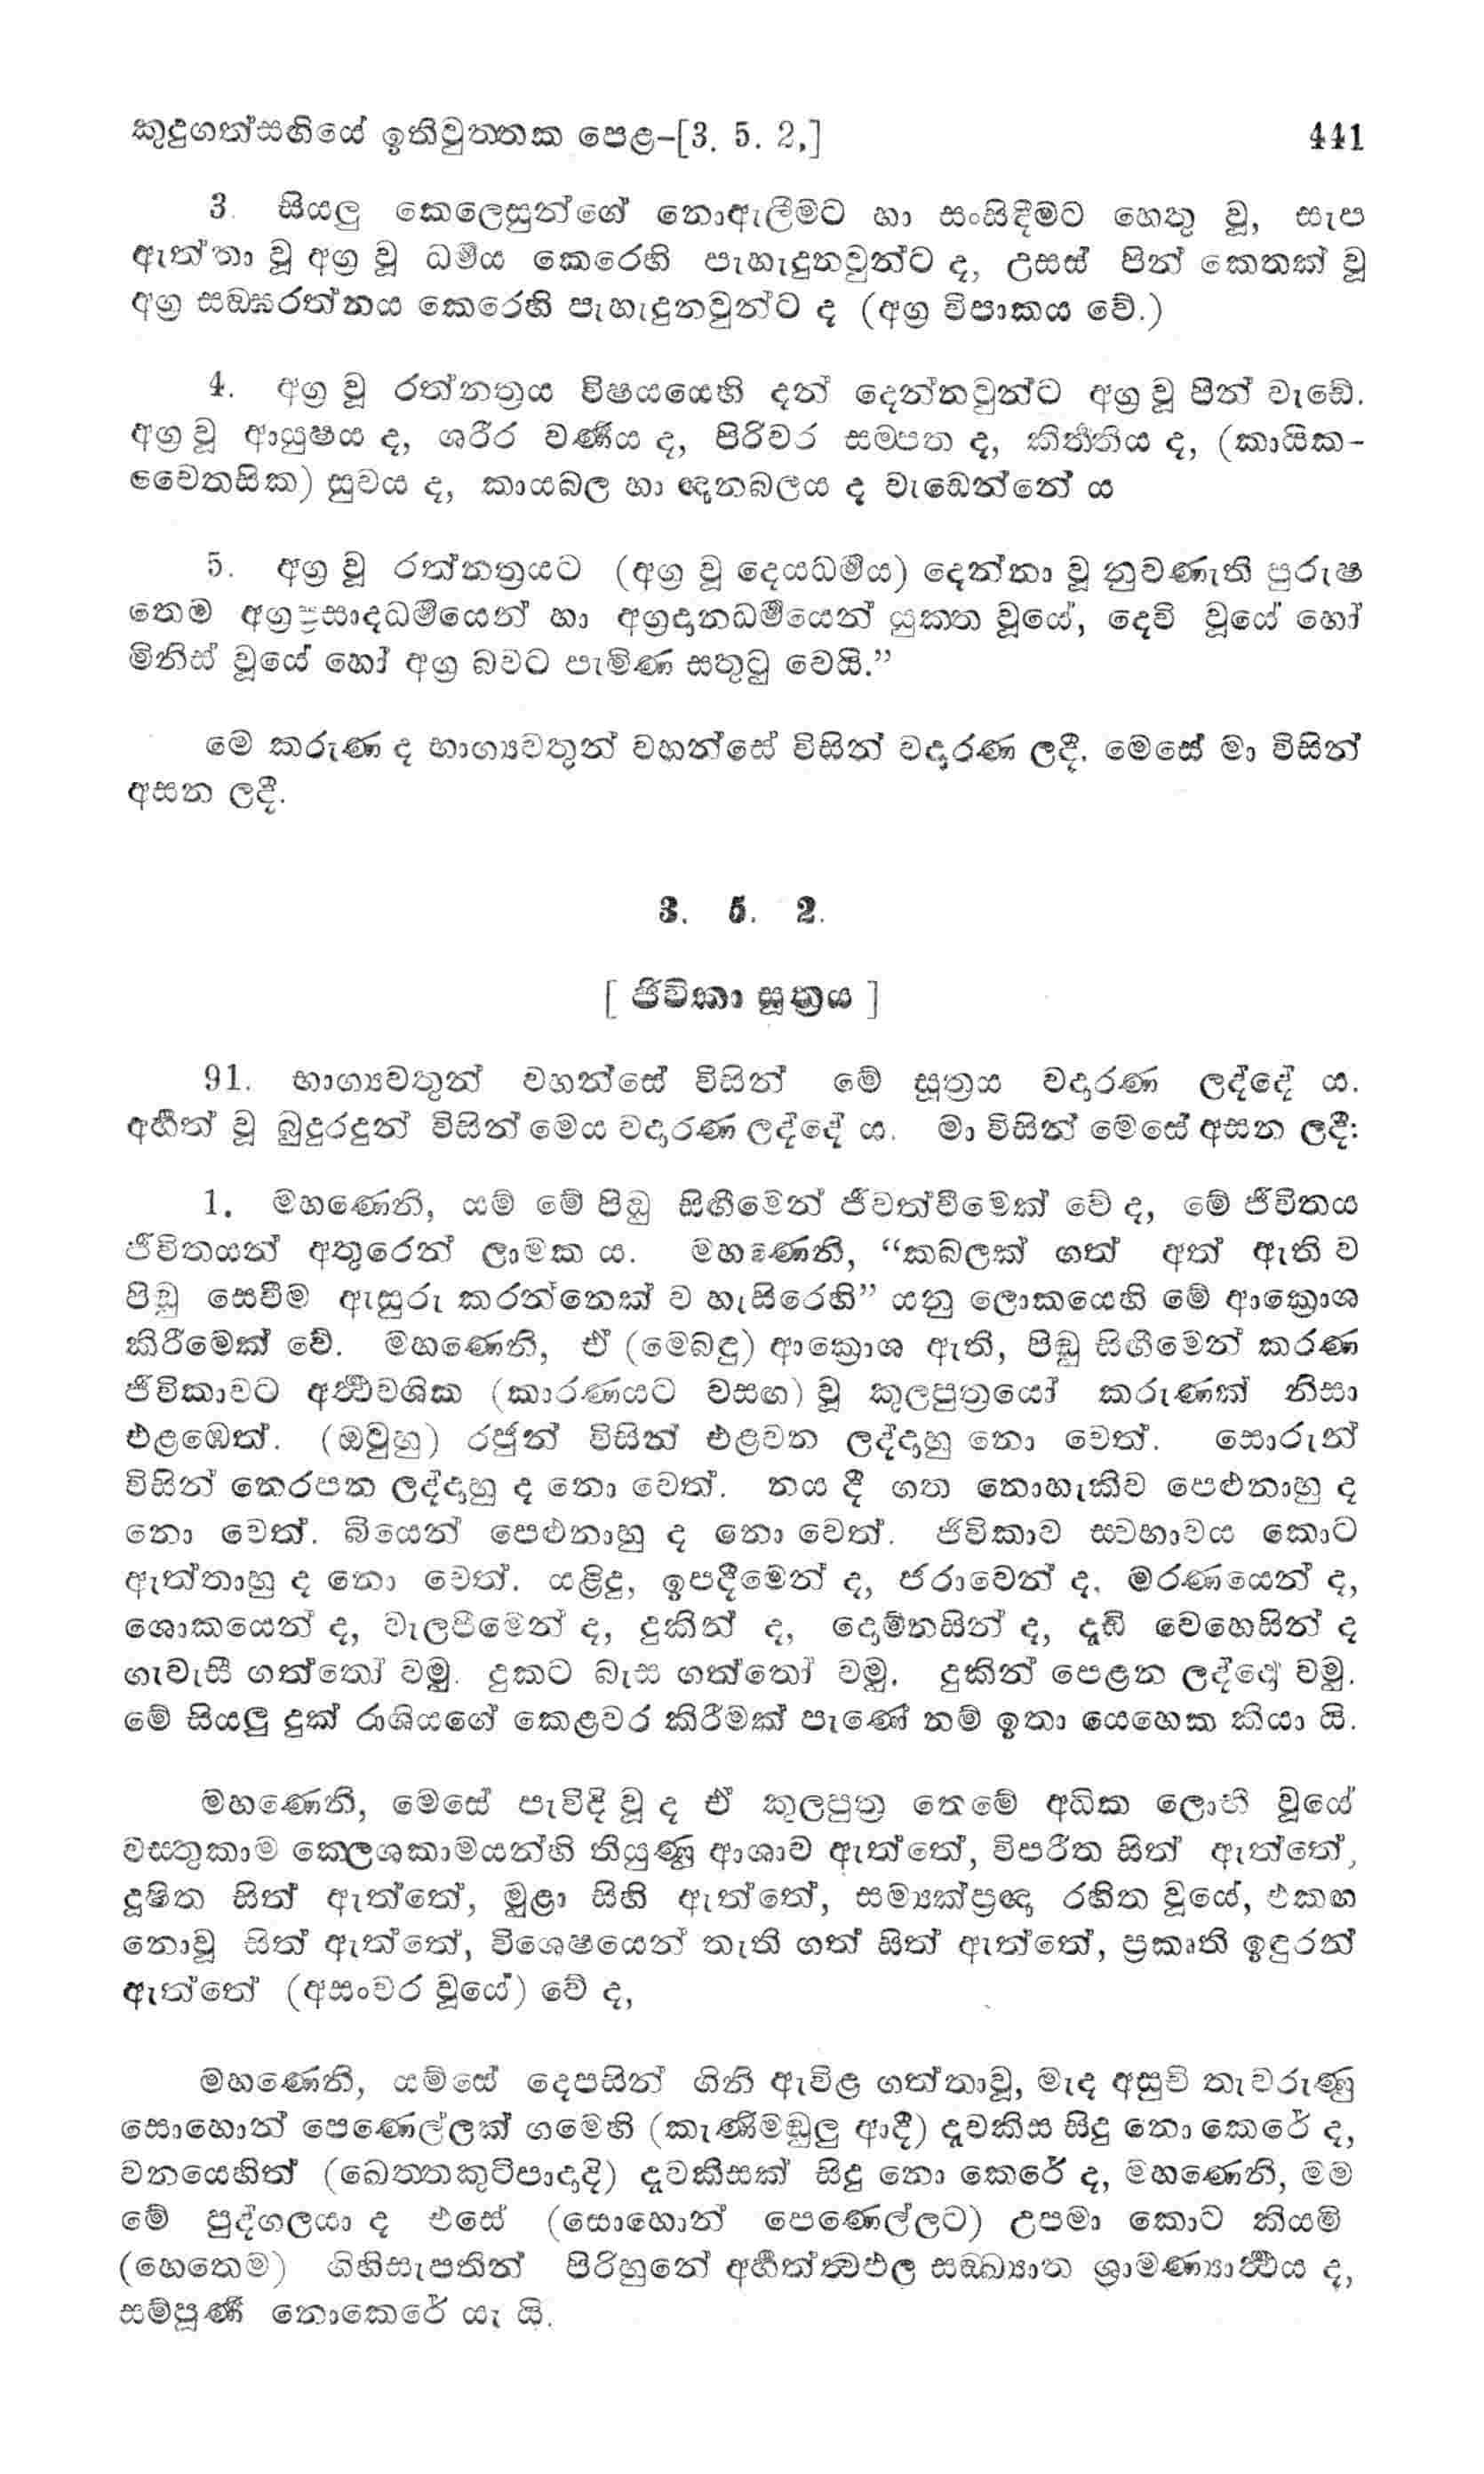 කුදුගත්සඟියේ ඉතිවුත්තක පෙළ–[3. 5. 2,] 441
3. සියලු කෙලෙසුන්ගේ නොඇලීමට හා සංසිඳීමට හෙතු වූ, සැප
ඇත්තා වූ අග්‍ර වූ ධර්‍මය කෙරෙහි පැහැදුනවුන්ට ද, උසස් පින් කෙතක් වූ
අග්‍ර සඞ්ඝරත්නය කෙරෙහි පැහැදුනවුන්ට ද (අග්‍ර විපාකය වේ.)
4. අග්‍ර වූ රත්නත්‍රය විෂයයෙහි දන් දෙන්නවුන්ට අග්‍ර වූ පින් වැඩේ.
අග්‍ර වූ ආයුෂය ද, ශරීර වර්‍ණය ද, පිරිවර සම්පත ද, කීර්‍ත්තිය ද, (කායික-
චෛතසික) සුවය ද, කායබල හා ඥානබලය ද වැඩෙන්නේ ය
5. අග්‍ර වූ රත්නත්‍රයට (අග්‍ර වූ දෙයධර්‍මය) දෙන්නා වූ නුවණැති පුරුෂ
තෙම අග්‍රප්‍රසාදධර්‍මයෙන් හා අග්‍රදානධර්‍මයෙන් යුක්ත වූයේ, දෙව් වූයේ හෝ
මිනිස් වූයේ හෝ අග්‍ර බවට පැමිණ සතුටු වෙයි.”
මෙ කරුණ ද භාග්‍යවතුන් වහන්සේ විසින් වදාරණ ලදී. මෙසේ මා විසින්
අසන ලදී.
3. 5. 2.
[ ජීවිකා සූත්‍රය ]
91. භාග්‍යවතුන් වහන්සේ විසින් මේ සූත්‍රය වදාරණ ලද්දේ ය.
අර්‍හත් වූ බුදුරදුන් විසින් මෙය වදාරණ ලද්දේ ය. මා විසින් මෙසේ අසන ලදී:
1. මහණෙනි, යම් මේ පිඬු සිඟීමෙන් ජීවත්වීමෙක් වේ ද, මේ ජීවිතය
ජීවිතයන් අතුරෙන් ලාමක ය. මහණෙනි, “කබලක් ගත් අත් ඇති ව
පිඬු සෙවීම ඇසුරු කරන්නෙක් ව හැසිරෙහි” යනු ලොකයෙහි මේ ආක්‍රොශ
කිරීමෙක් වේ. මහණෙනි, ඒ (මෙබඳු) ආක්‍රොශ ඇති, පිඬු සිඟීමෙන් කරණ
ජීවිකාවට අර්‍ත්‍ථවශික (කාරණයට වසඟ) වූ කුලපුත්‍රයෝ කරුණක් නිසා
එළඹෙත්. (ඔවුහු) රජුන් විසින් එළවන ලද්දාහු නො වෙත්. සොරුන්
විසින් නෙරපන ලද්දාහු ද නො වෙත්. නය දී ගත නොහැකිව පෙළුනාහු ද
නො වෙත්. බියෙන් පෙළුනාහු ද නො වෙත්. ජීවිකාව ස්වභාවය කොට
ඇත්තාහු ද නො වෙත්. යළිදු, ඉපදීමෙන් ද, ජරාවෙන් ද, මරණයෙන් ද,
ශොකයෙන් ද, වැලපීමෙන් ද, දුකින් ද, දොම්නසින් ද, දැඩි වෙහෙසින් ද
ගැවැසී ගත්තෝ වමු. දුකට බැස ගත්තෝ වමු. දුකින් පෙළන ලද්දෝ වමු.
මේ සියලු දුක් රාශියගේ කෙළවර කිරීමක් පැණේ නම් ඉතා යෙහෙක කියා යි.
මහණෙනි, මෙසේ පැවිදි වූ ද ඒ කුලපුත්‍ර තෙමේ අධික ලොභී වූයේ
වස්තුකාම ක්ලෙශකාමයන්හි තියුණු ආශාව ඇත්තේ, විපරීත සිත් ඇත්තේ,
දූෂිත සිත් ඇත්තේ, මුළා සිහි ඇත්තේ, සම්‍යක්ප්‍රඥා රහිත වූයේ, එකඟ
නොවූ සිත් ඇත්තේ, විශෙෂයෙන් තැති ගත් සිත් ඇත්තේ, ප්‍රකෘති ඉඳුරන්
ඇත්තේ (අසංවර වූයේ) වේ ද,
මහණෙනි, යම්සේ දෙපසින් ගිනි ඇවිළ ගත්තාවූ, මැද අසුචි තැවරුණු
සොහොන් පෙණෙල්ලක් ගමෙහි (කැණිමඬුලු ආදී) දැවකිස සිදු නො කෙරේ ද,
වනයෙහිත් (ඛෙත්තකුටිපාදාදි) දැවකිසක් සිදු නො කෙරේ ද, මහණෙනි, මම
මේ පුද්ගලයා ද එසේ (සොහොන් පෙණෙල්ලට) උපමා කොට කියමි
(හෙතෙම) ගිහිසැපතින් පිරිහුනේ අර්‍හත්ත්‍වඵල සඞ්ඛ්‍යාත ශ්‍රාමණ්‍යාර්‍ත්‍ථය ද,
සම්පූර්‍ණ නොකෙරේ යැ යි.